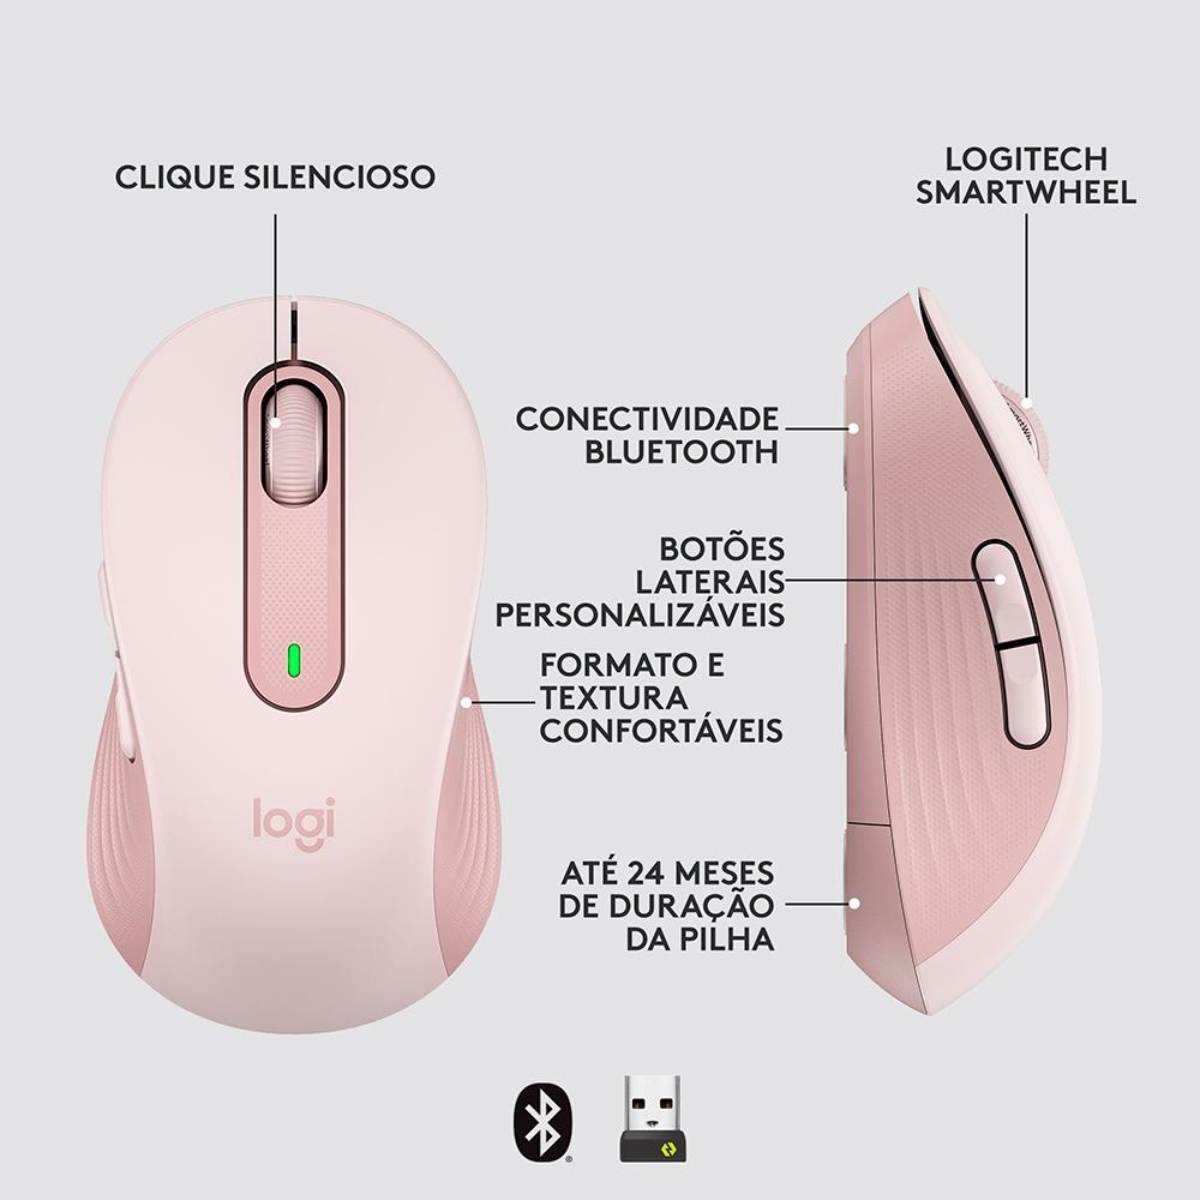 CLIQUE SILENCIOSO
LOGITECH
SMARTWHEEL
CONECTIVIDADE
BLUETOOTH
BOTÕES
LATERAIS
PERSONALIZÁVEIS
FORMATO E
TEXTURA
CONFORTÁVEIS
logi
ATÉ 24 MESES
DE DURAÇÃO
DA PILHA